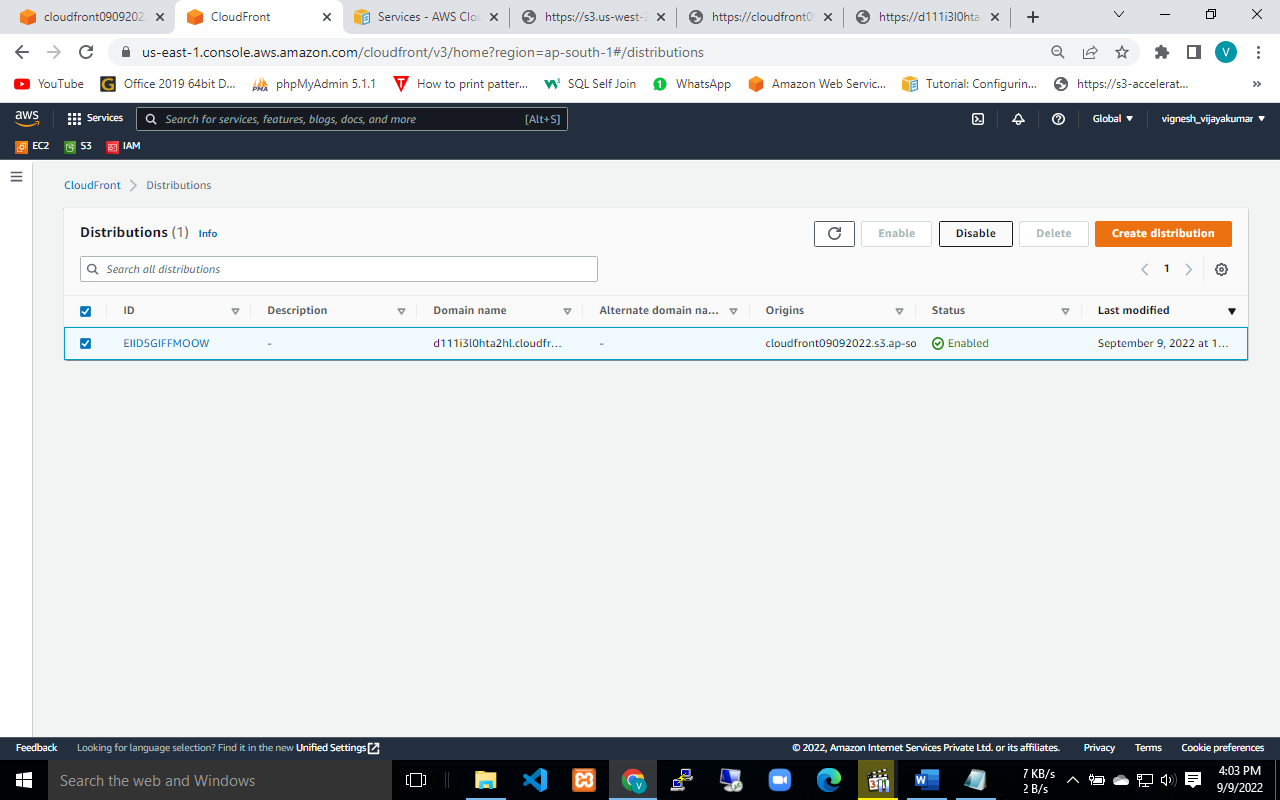 cloudfront0909202
CloudFront
Services - AWS Clou
https://s3.us-west-2
https://cloudfront09
https://d111i3l0hta
us-east-1.console.aws.amazon.com/cloudfront/v3/home?region=ap-south-1#/distributions
V
YouTube
Office 2019 64bit D...
phpMyAdmin 5.1.1
How to print patter...
SQL Self Join
WhatsApp
Amazon Web Servic...
Tutorial: Configurin...
https://s3-accelerat...
»
aws
Services
Search for services, features, blogs, docs, and more [Alt+S]
Global
vignesh_vijayakumar
EC2
S3
IAM
CloudFront
Distributions
Distributions (1) Info
Enable
Disable
Delete
Create distribution
Search all distributions
1
ID
Description
Domain name
Alternate domain na...
Origins
Status
Last modified
EIID5GIFFMOOW
-
d111i3l0hta2hl.cloudfr...
-
cloudfront09092022.s3.ap-so
Enabled
September 9, 2022 at 1...
Feedback
Looking for language selection? Find it in the new Unified Settings
© 2022, Amazon Internet Services Private Ltd. or its affiliates.
Privacy
Terms
Cookie preferences
Search the web and Windows
7 KB/s
2 B/s
4:03 PM
9/9/2022